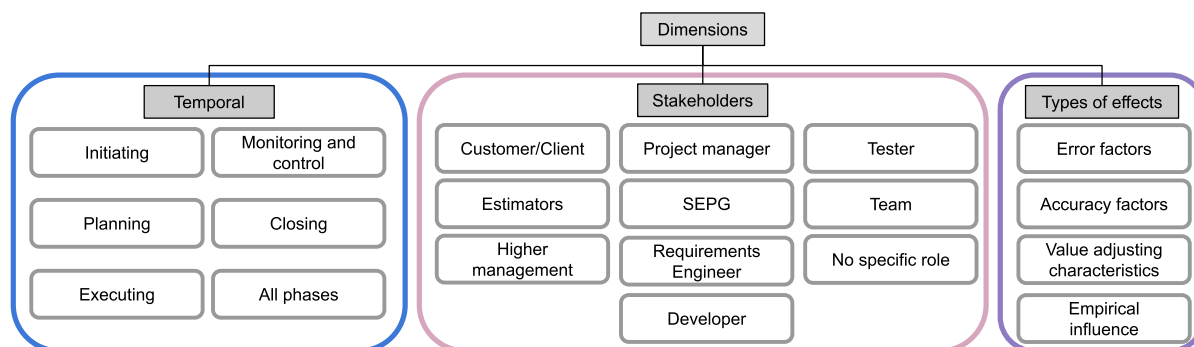 Dimensions
Temporal
Initiating
Monitoring and
control
Planning
Closing
Executing
All phases
Stakeholders
Customer/Client
Project manager
Tester
Estimators
SEPG
Team
Higher
management
Requirements
Engineer
No specific role
Developer
Types of effects
Error factors
Accuracy factors
Value adjusting
characteristics
Empirical
influence